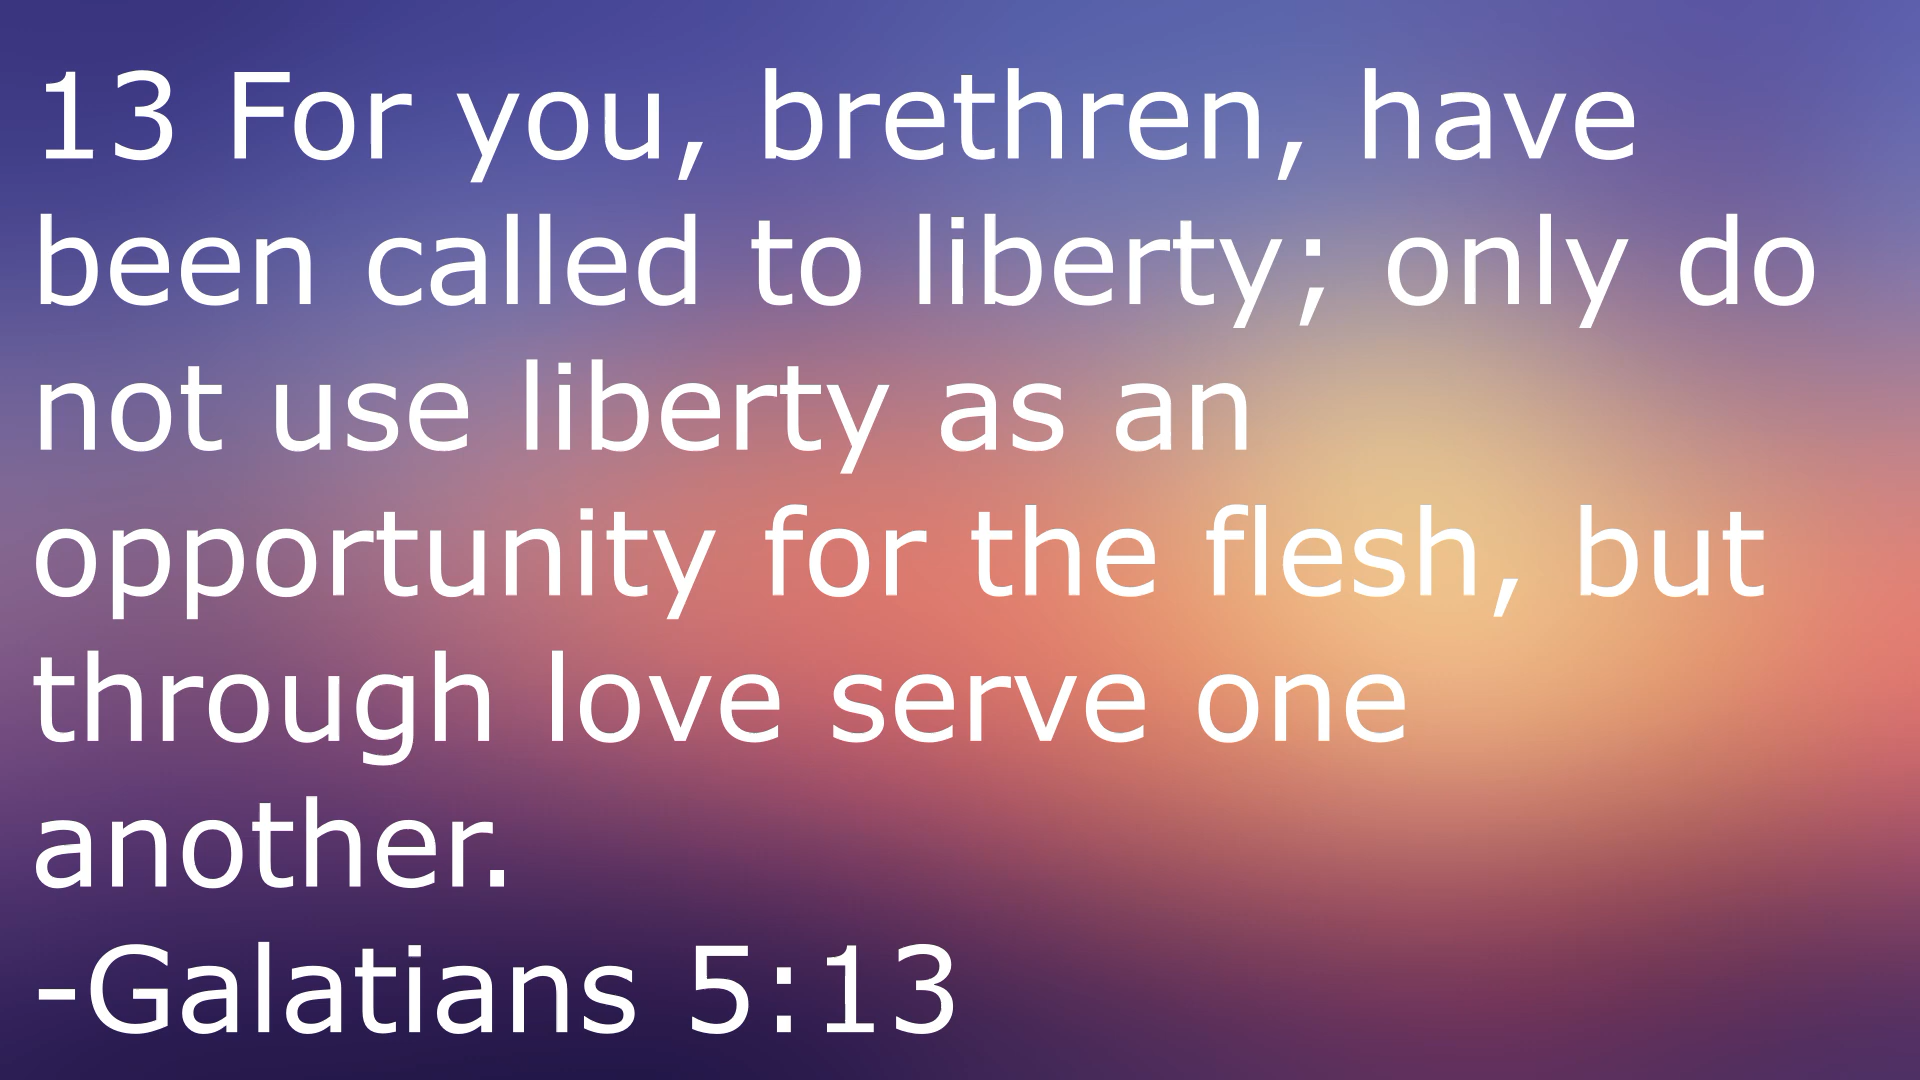 13 For you, brethren, have
been called to liberty; only do
not use liberty as an
opportunity for the flesh, but
through love serve one
another.
-Galatians 5:13